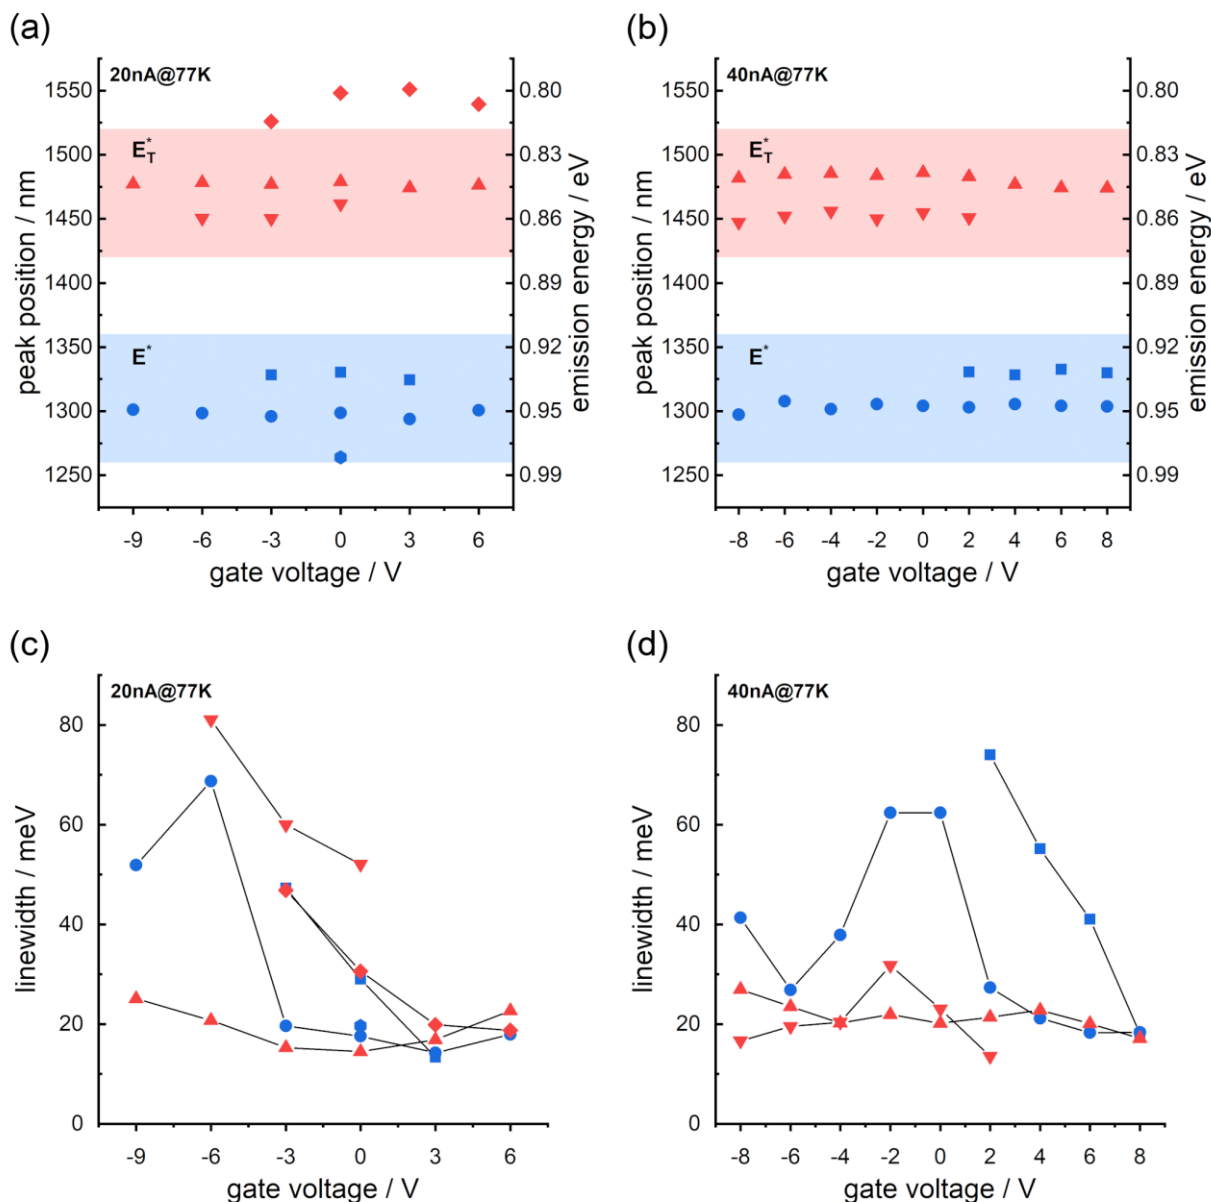 (a)
20nA@77K
E*T
E*
1550
1500
1450
1400
1350
1300
1250
peak position / nm
0.80
0.83
0.86
0.89
0.92
0.95
0.99
emission energy / eV
-9 -6 -3 0 3 6
gate voltage / V
(b)
40nA@77K
E*T
E*
1550
1500
1450
1400
1350
1300
1250
peak position / nm
0.80
0.83
0.86
0.89
0.92
0.95
0.99
emission energy / eV
-8 -6 -4 -2 0 2 4 6 8
gate voltage / V
(c)
20nA@77K
80
60
40
20
0
linewidth / meV
-9 -6 -3 0 3 6
gate voltage / V
(d)
40nA@77K
80
60
40
20
0
linewidth / meV
-8 -6 -4 -2 0 2 4 6 8
gate voltage / V